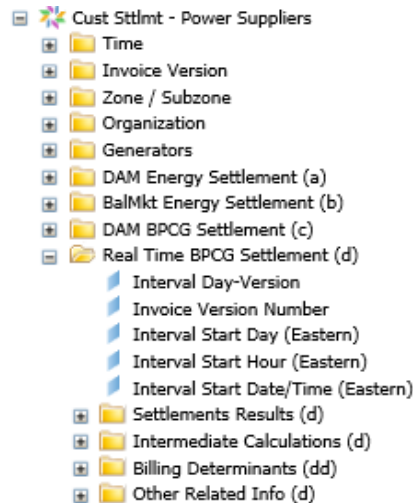 Cust Sttlmt - Power Suppliers
Time
Invoice Version
Zone / Subzone
Organization
Generators
DAM Energy Settlement (a)
BalMkt Energy Settlement (b)
DAM BPCG Settlement (c)
Real Time BPCG Settlement (d)
Interval Day-Version
Invoice Version Number
Interval Start Day (Eastern)
Interval Start Hour (Eastern)
Interval Start Date/Time (Eastern)
Settlements Results (d)
Intermediate Calculations (d)
Billing Determinants (dd)
Other Related Info (d)